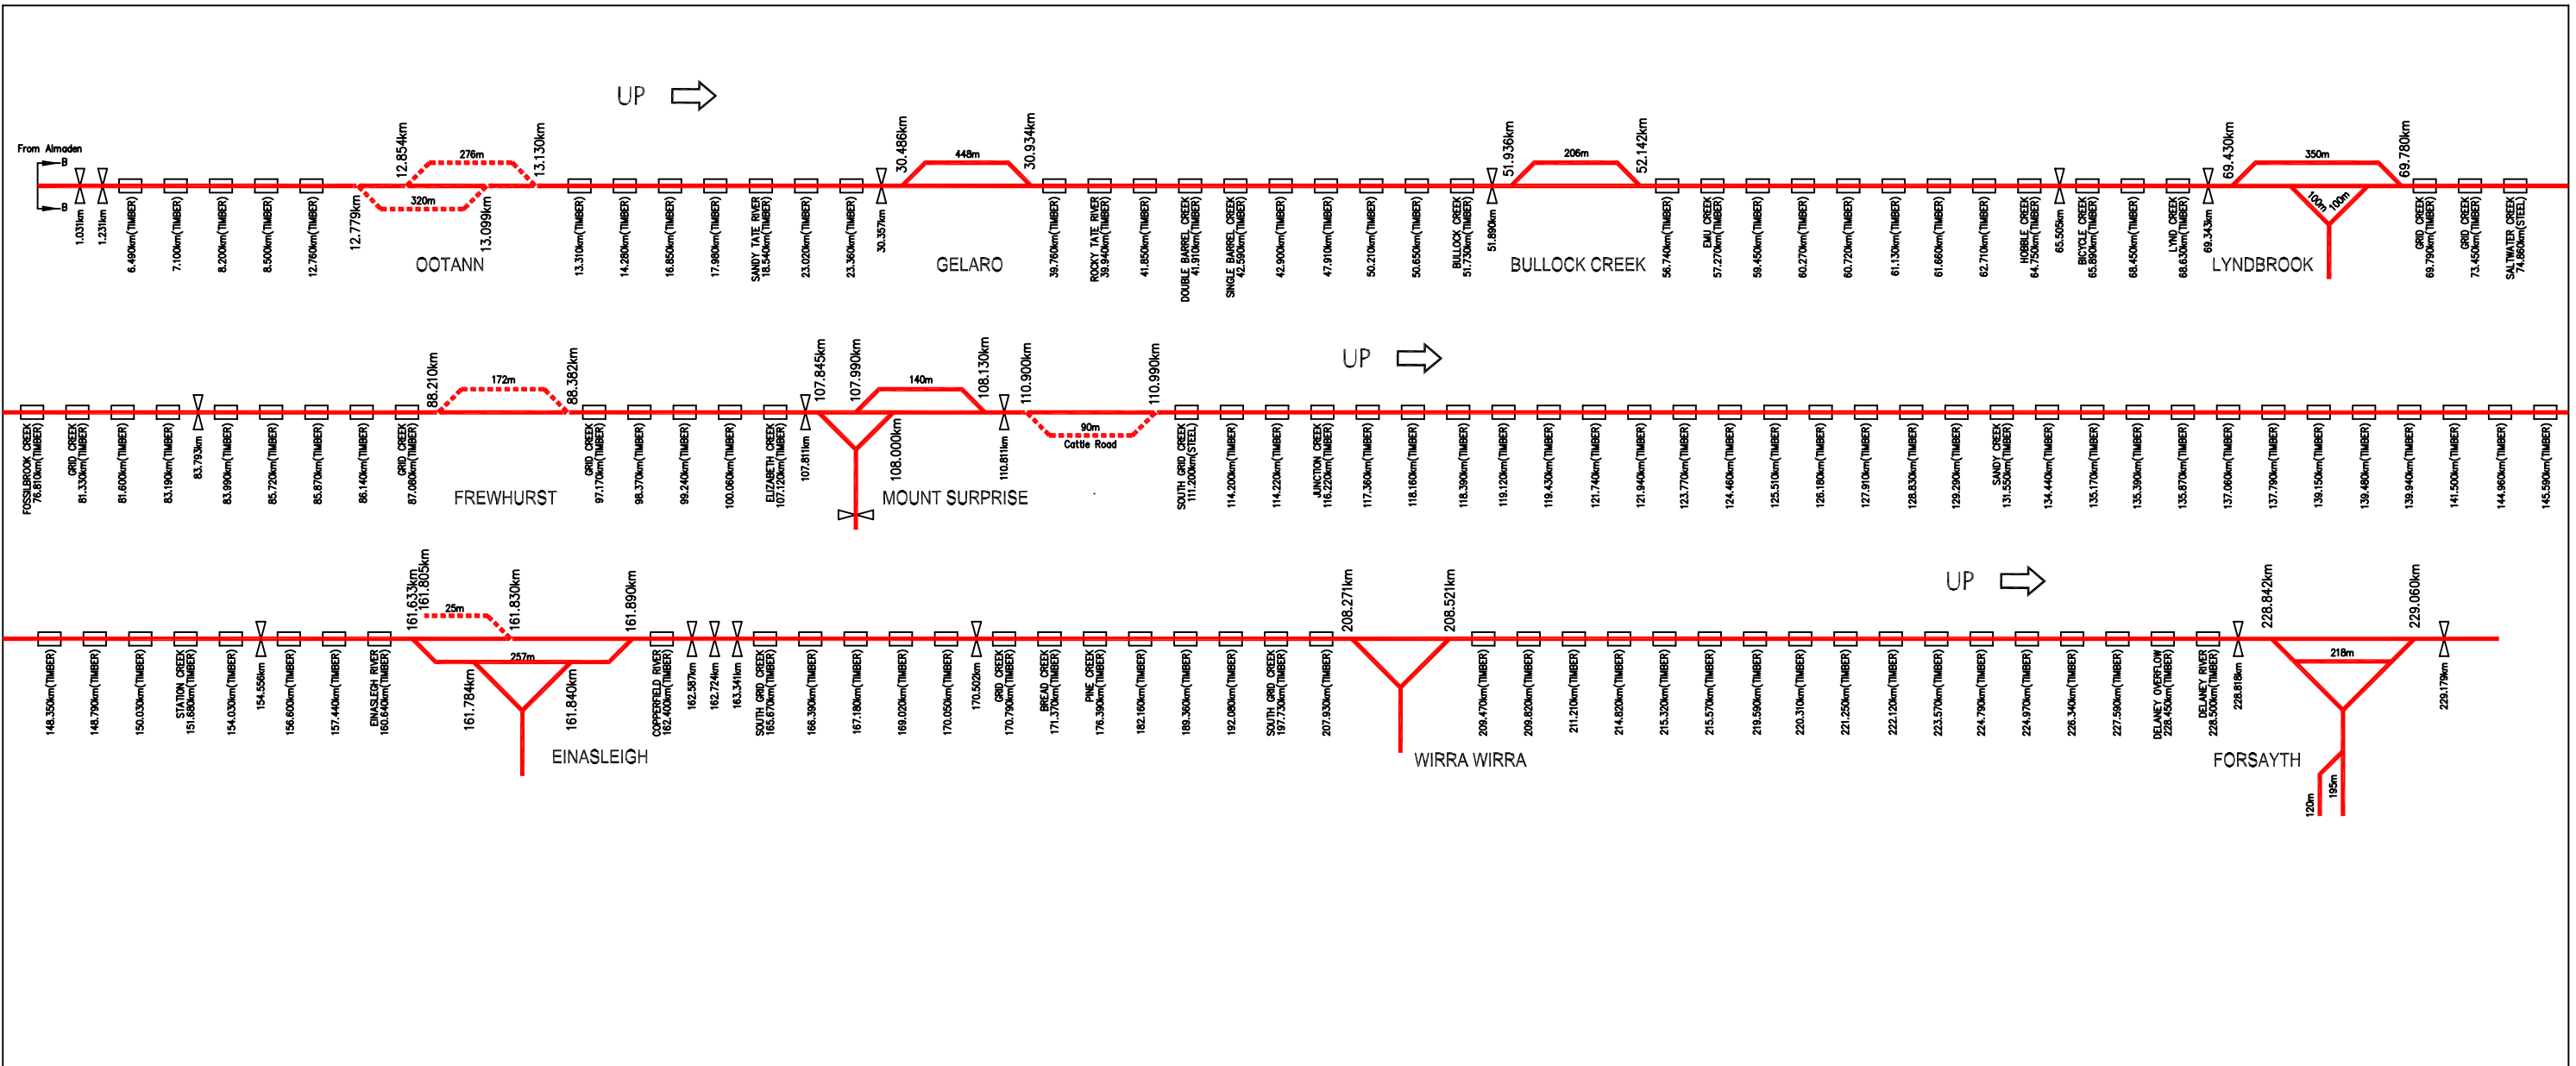 UP
From Almaden
B
B
1.031km
1.231km
6.490km(TIMBER)
7.100km(TIMBER)
8.200km(TIMBER)
8.500km(TIMBER)
12.760km(TIMBER)
12.779km
12.854km
276m
320m
13.099km
13.130km
OOTANN
13.310km(TIMBER)
14.280km(TIMBER)
16.850km(TIMBER)
17.980km(TIMBER)
SANDY TATE RIVER
18.540km(TIMBER)
23.020km(TIMBER)
23.360km(TIMBER)
30.357km
30.486km
448m
30.934km
GELARO
39.760km(TIMBER)
ROCKY TATE RIVER
39.940km(TIMBER)
41.850km(TIMBER)
DOUBLE BARREL CREEK
41.910km(TIMBER)
SINGLE BARREL CREEK
42.590km(TIMBER)
42.900km(TIMBER)
47.910km(TIMBER)
50.210km(TIMBER)
50.650km(TIMBER)
BULLOCK CREEK
51.730km(TIMBER)
51.890km
51.936km
206m
52.142km
BULLOCK CREEK
56.740km(TIMBER)
EMU CREEK
57.270km(TIMBER)
59.450km(TIMBER)
60.270km(TIMBER)
60.720km(TIMBER)
61.130km(TIMBER)
61.660km(TIMBER)
62.710km(TIMBER)
HOBBLE CREEK
64.750km(TIMBER)
65.505km
BICYCLE CREEK
65.890km(TIMBER)
68.450km(TIMBER)
LYND CREEK
68.630km(TIMBER)
69.343km
69.430km
350m
100m
100m
69.780km
LYNDBROOK
GRID CREEK
69.790km(TIMBER)
GRID CREEK
73.450km(TIMBER)
SALTWATER CREEK
74.860km(STEEL)
UP
FOSSILBROOK CREEK
76.810km(TIMBER)
GRID CREEK
81.330km(TIMBER)
81.600km(TIMBER)
83.190km(TIMBER)
83.793km
83.990km(TIMBER)
85.720km(TIMBER)
85.870km(TIMBER)
86.140km(TIMBER)
GRID CREEK
87.080km(TIMBER)
88.210km
172m
88.382km
FREWHURST
GRID CREEK
97.170km(TIMBER)
98.370km(TIMBER)
99.240km(TIMBER)
100.060km(TIMBER)
ELIZABETH CREEK
107.120km(TIMBER)
107.811km
107.845km
107.990km
140m
108.000km
108.130km
MOUNT SURPRISE
110.811km
110.900km
90m
Cattle Road
110.990km
SOUTH GRID CREEK
111.200km(STEEL)
114.200km(TIMBER)
114.220km(TIMBER)
JUNCTION CREEK
116.220km(TIMBER)
117.360km(TIMBER)
118.160km(TIMBER)
118.390km(TIMBER)
119.120km(TIMBER)
119.430km(TIMBER)
121.740km(TIMBER)
121.940km(TIMBER)
123.770km(TIMBER)
124.460km(TIMBER)
125.510km(TIMBER)
126.180km(TIMBER)
127.910km(TIMBER)
128.830km(TIMBER)
129.290km(TIMBER)
SANDY CREEK
131.550km(TIMBER)
134.440km(TIMBER)
135.170km(TIMBER)
135.390km(TIMBER)
135.870km(TIMBER)
137.060km(TIMBER)
137.790km(TIMBER)
139.150km(TIMBER)
139.480km(TIMBER)
139.940km(TIMBER)
141.500km(TIMBER)
144.960km(TIMBER)
145.590km(TIMBER)
UP
148.350km(TIMBER)
148.790km(TIMBER)
150.030km(TIMBER)
STATION CREEK
151.680km(TIMBER)
154.030km(TIMBER)
154.556km
156.600km(TIMBER)
157.440km(TIMBER)
EINASLEGH RIVER
160.640km(TIMBER)
161.633km
161.805km
25m
161.830km
257m
161.784km
161.840km
161.890km
EINASLEIGH
COPPERFIELD RIVER
162.400km(TIMBER)
162.587km
162.724km
163.341km
SOUTH GRID CREEK
165.670km(TIMBER)
166.390km(TIMBER)
167.180km(TIMBER)
169.020km(TIMBER)
170.050km(TIMBER)
170.502km
GRID CREEK
170.790km(TIMBER)
BREAD CREEK
171.370km(TIMBER)
PINE CREEK
176.390km(TIMBER)
182.160km(TIMBER)
189.360km(TIMBER)
192.080km(TIMBER)
SOUTH GRID CREEK
197.730km(TIMBER)
207.930km(TIMBER)
208.271km
208.521km
WIRRA WIRRA
209.470km(TIMBER)
209.820km(TIMBER)
211.210km(TIMBER)
214.820km(TIMBER)
215.320km(TIMBER)
215.570km(TIMBER)
219.590km(TIMBER)
220.310km(TIMBER)
221.250km(TIMBER)
222.120km(TIMBER)
223.570km(TIMBER)
224.790km(TIMBER)
224.970km(TIMBER)
226.340km(TIMBER)
227.590km(TIMBER)
DELANEY OVERFLOW
228.450km(TIMBER)
DELANEY RIVER
228.500km(TIMBER)
228.818km
228.842km
218m
229.060km
FORSAYTH
120m
195m
229.179km